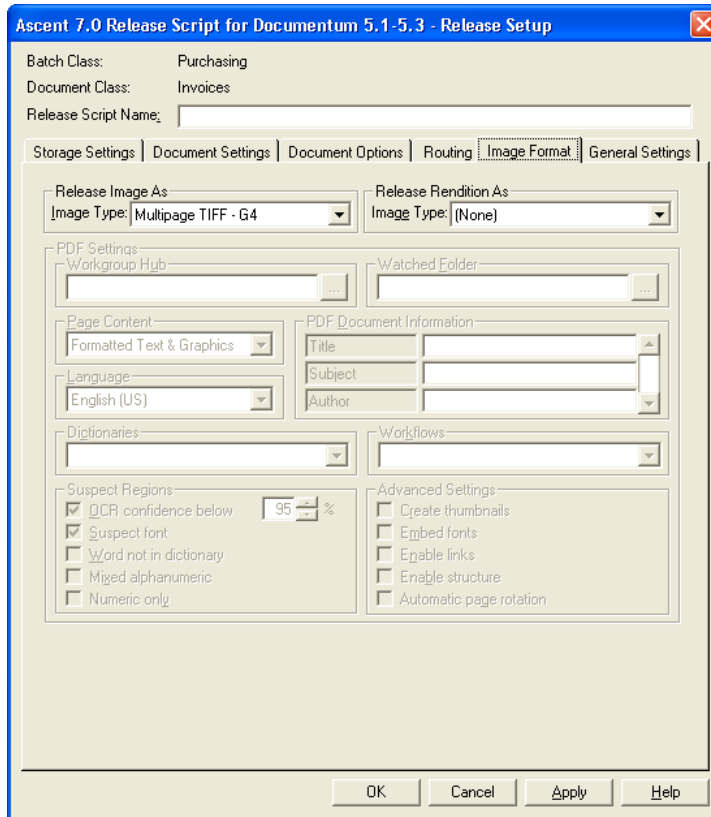 Ascent 7.0 Release Script for Documentum 5.1-5.3 - Release Setup
Batch Class: Purchasing
Document Class: Invoices
Release Script Name:
Storage Settings Document Settings Document Options Routing Image Format General Settings
Release Image As Release Rendition As
Image Type: Multipage TIFF - G4 Image Type: (None)
PDF Settings
Workgroup Hub Watched Folder
... ...
Page Content PDF Document Information
Formatted Text & Graphics Title
Language Subject
English (US) Author
Dictionaries Workflows
Suspect Regions Advanced Settings
OCR confidence below 95 % Create thumbnails
Suspect font Embed fonts
Word not in dictionary Enable links
Mixed alphanumeric Enable structure
Numeric only Automatic page rotation
OK Cancel Apply Help